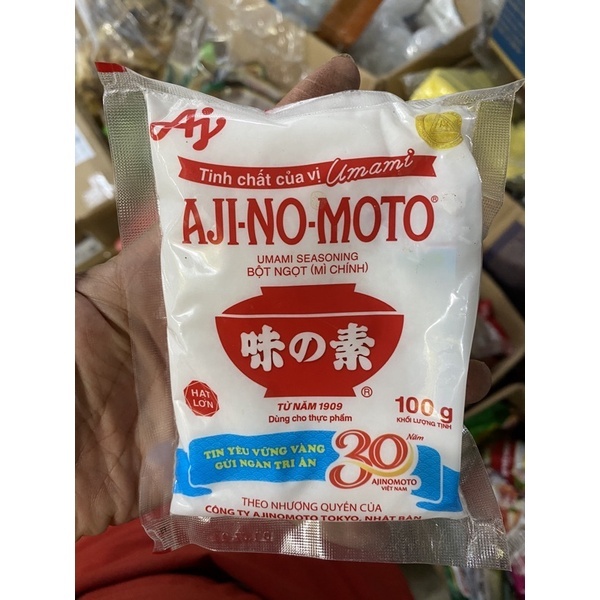 Aj
Tinh chất của vị Umami
AJI-NO-MOTO®
UMAMI SEASONING
BỘT NGỌT (MÌ CHÍNH)
味の素
®
HẠT
LỚN
TỪ NĂM 1909
Dùng cho thực phẩm
100 g
KHỐI LƯỢNG TỊNH
TIN YÊU VỮNG VÀNG
GỬI NGÀN TRI ÂN
30 Năm
AJINOMOTO
VIỆT NAM
THEO NHƯỢNG QUYỀN CỦA
CÔNG TY AJINOMOTO TOKYO, NHẬT BẢN